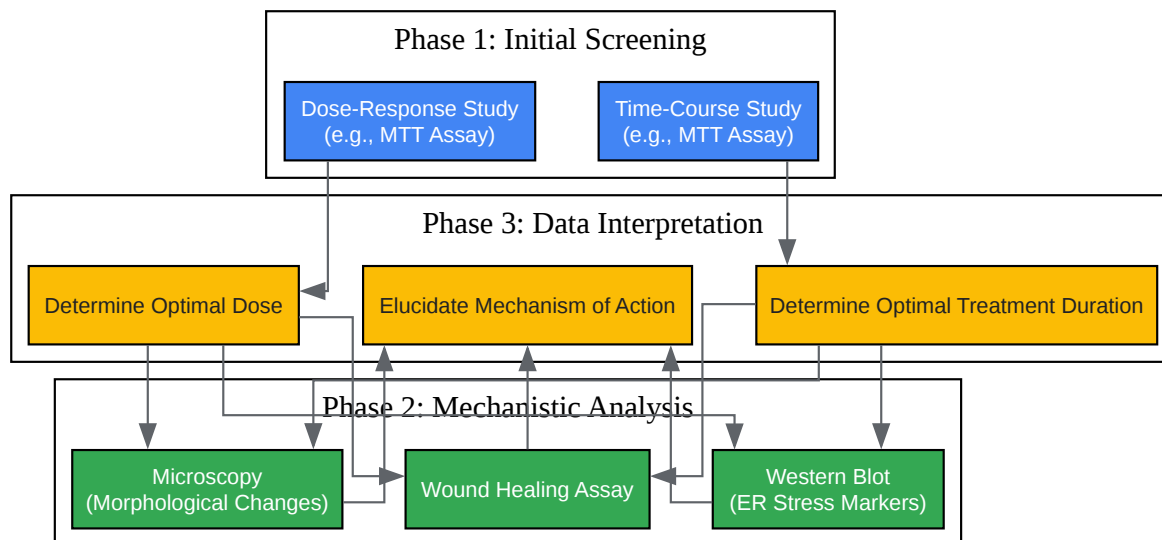 Phase 1: Initial Screening
Dose-Response Study
(e.g., MTT Assay)
Time-Course Study
(e.g., MTT Assay)
Phase 3: Data Interpretation
Determine Optimal Dose
Elucidate Mechanism of Action
Determine Optimal Treatment Duration
Phase 2: Mechanistic Analysis
Microscopy
(Morphological Changes)
Wound Healing Assay
Western Blot
(ER Stress Markers)